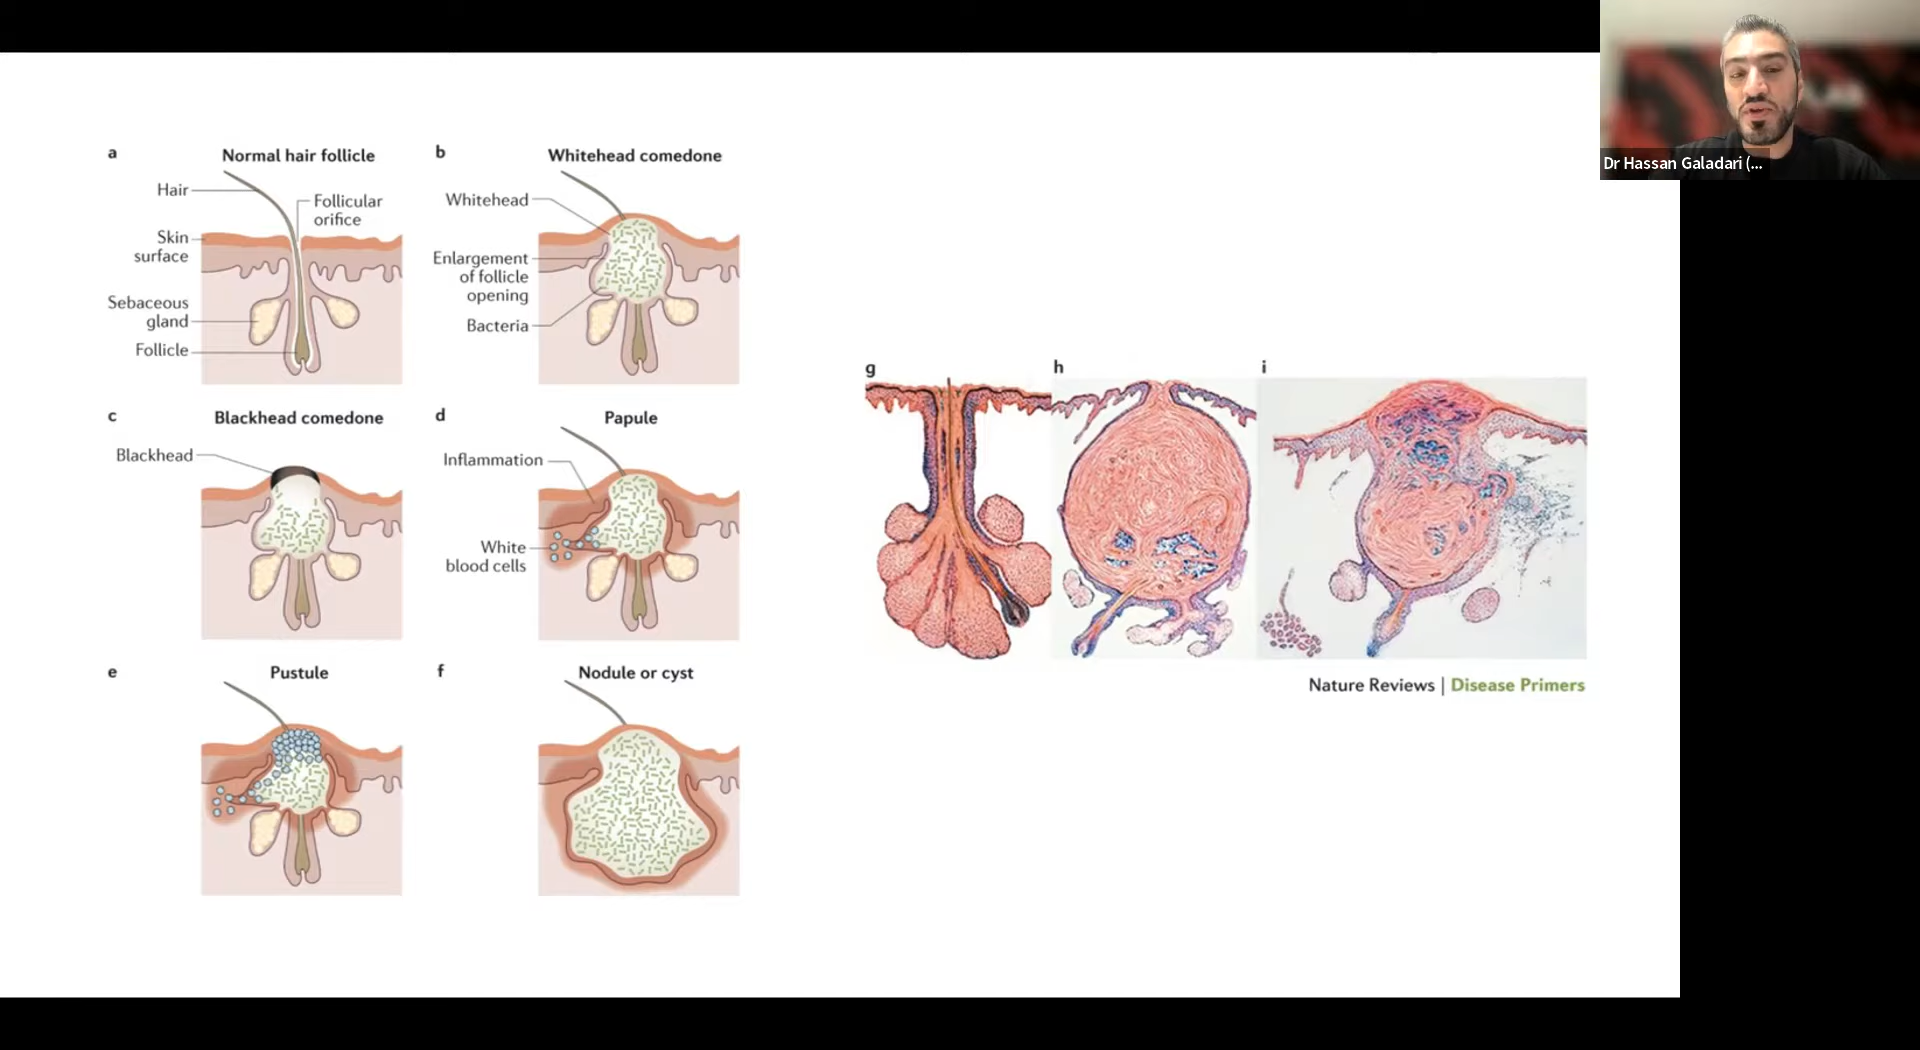 a
Normal hair follicle
Hair
Follicular
orifice
Skin
surface
Sebaceous
gland
Follicle
b
Whitehead comedone
Whitehead
Enlargement
of follicle
opening
Bacteria
c
Blackhead comedone
Blackhead
d
Papule
Inflammation
White
blood cells
e
Pustule
f
Nodule or cyst
g
h
i
Nature Reviews | Disease Primers
Dr Hassan Galadari (...